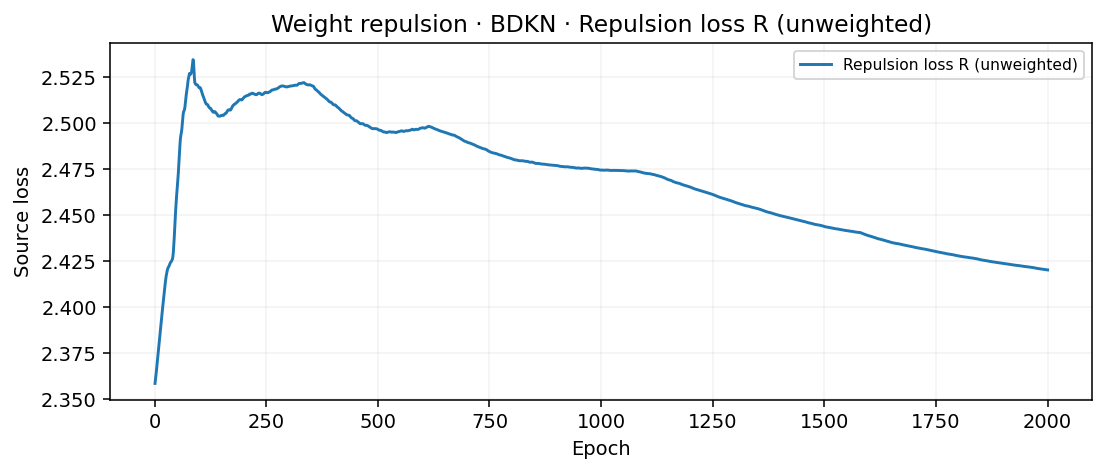 Weight repulsion · BDKN · Repulsion loss R (unweighted)
Repulsion loss R (unweighted)
Source loss
2.525
2.500
2.475
2.450
2.425
2.400
2.375
2.350
0 250 500 750 1000 1250 1500 1750 2000
Epoch